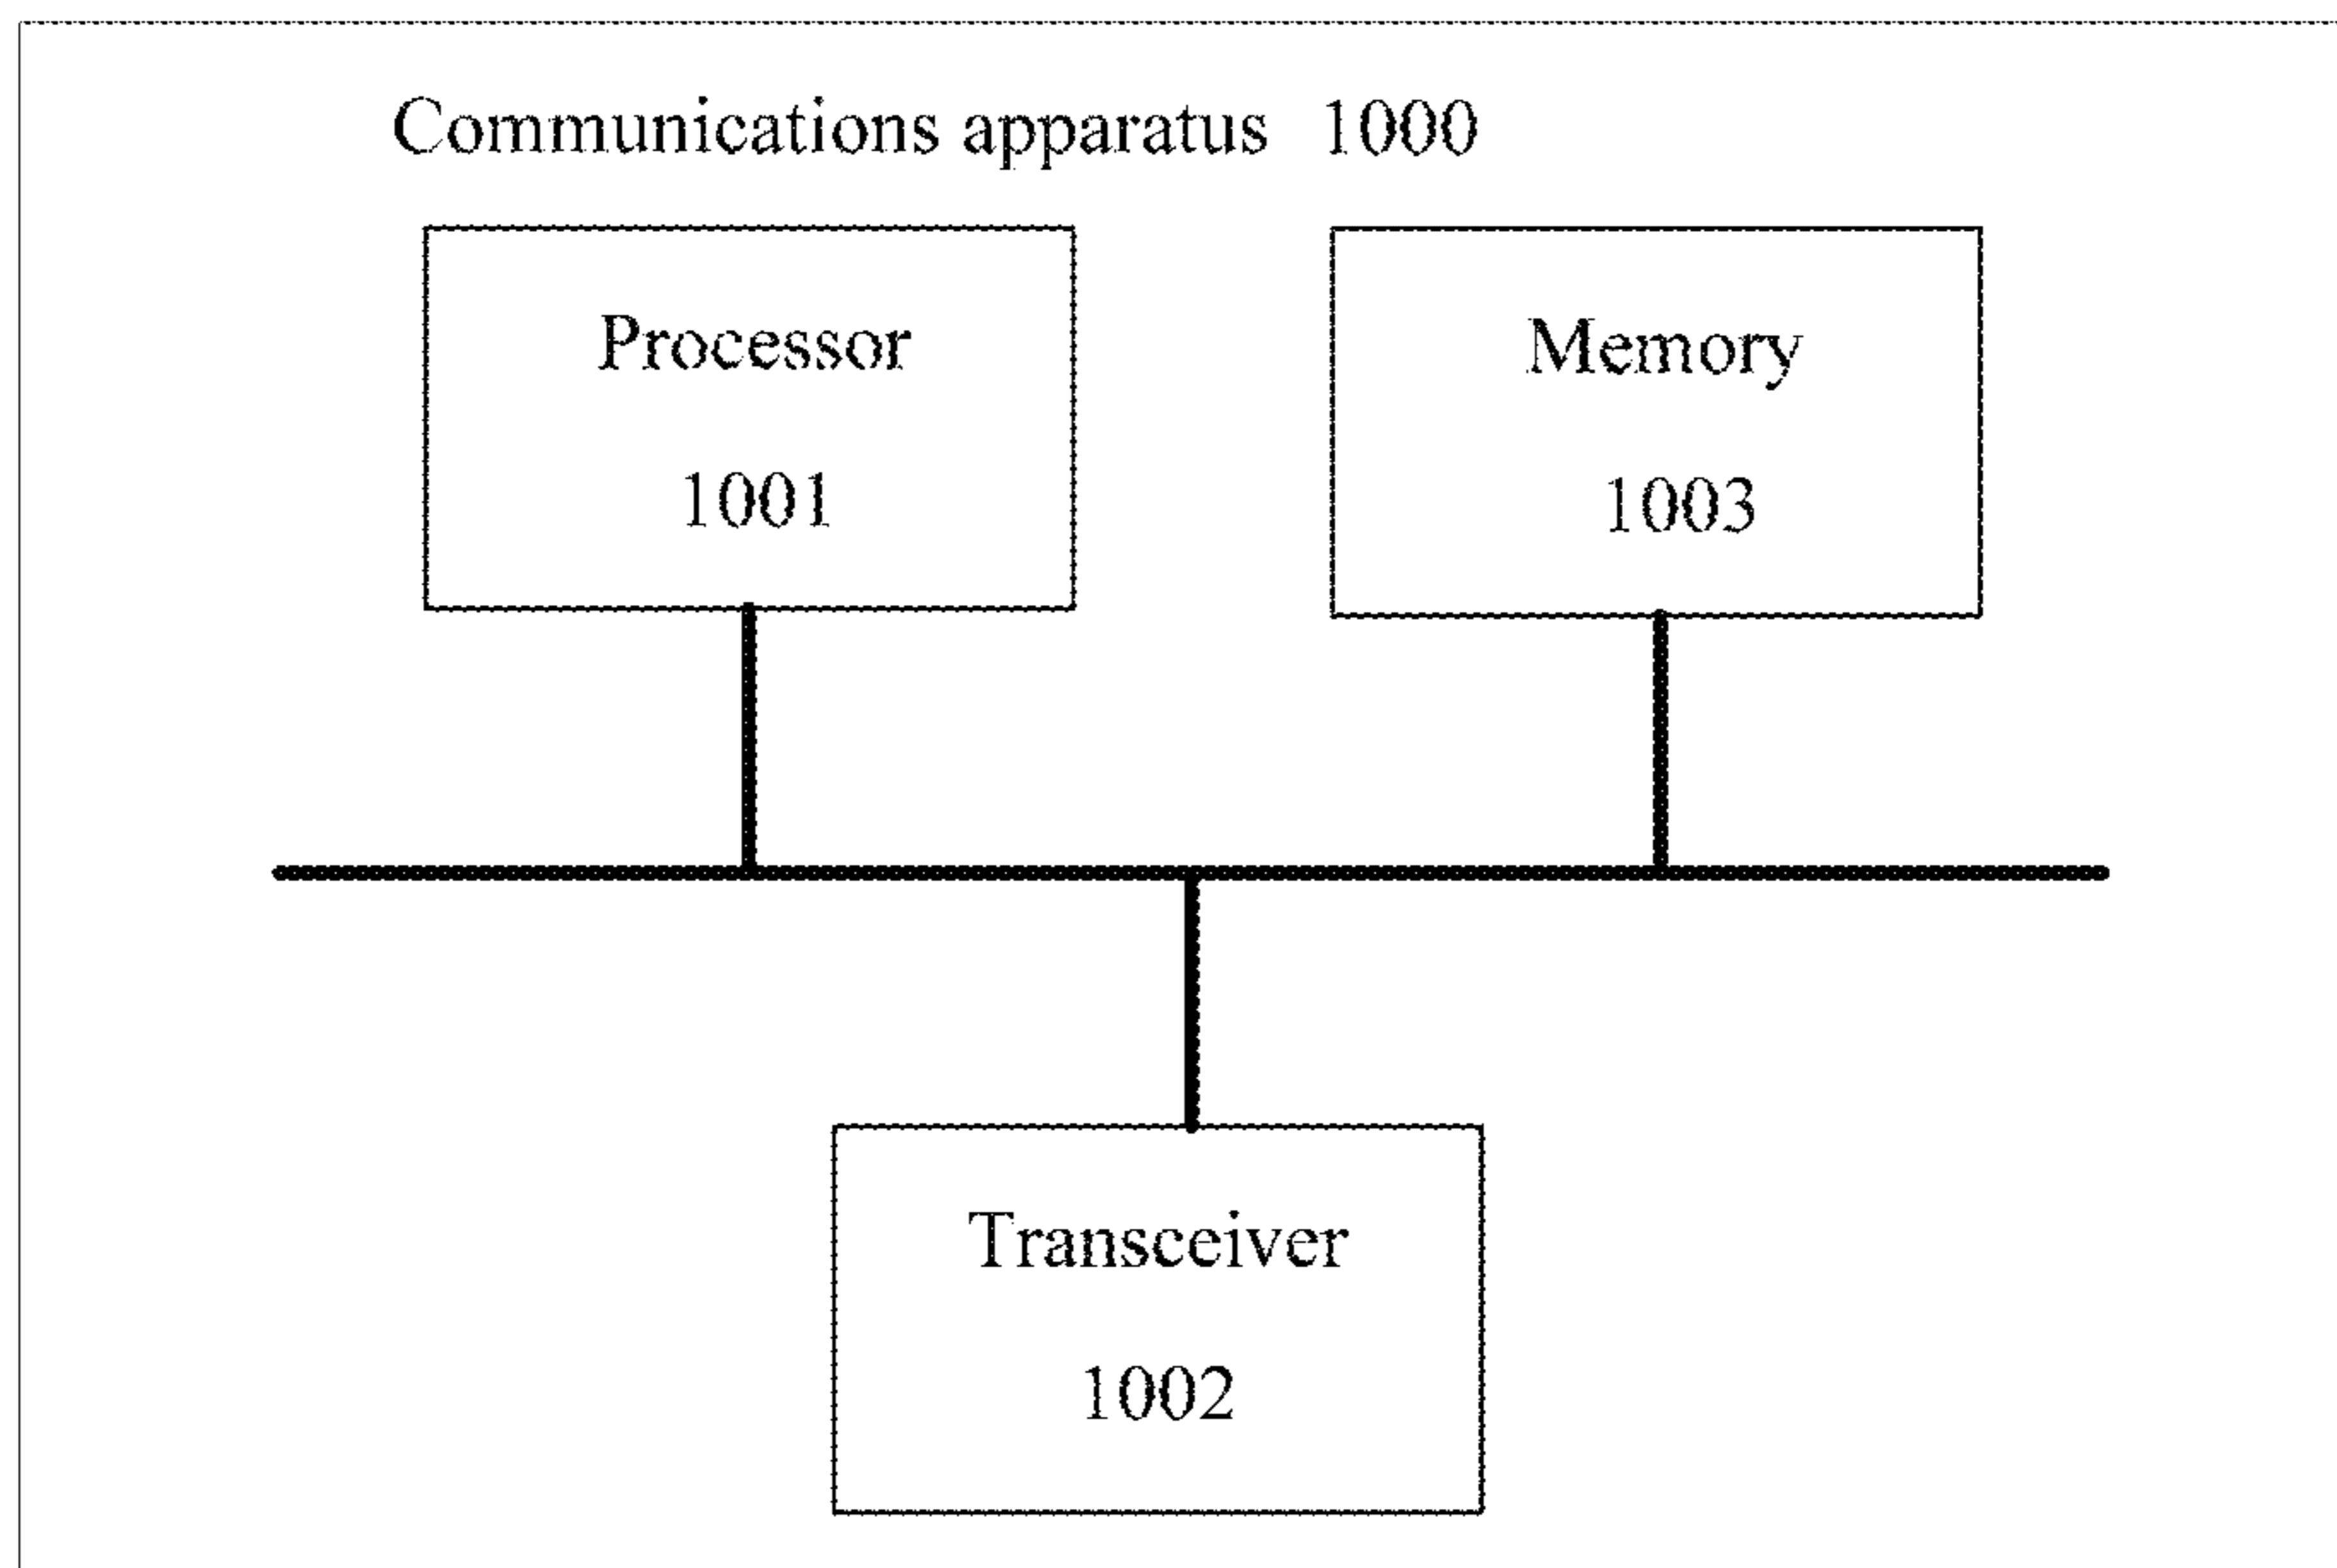 Communications apparatus 1000
Processor
1001
Memory
1003
Transceiver
1002